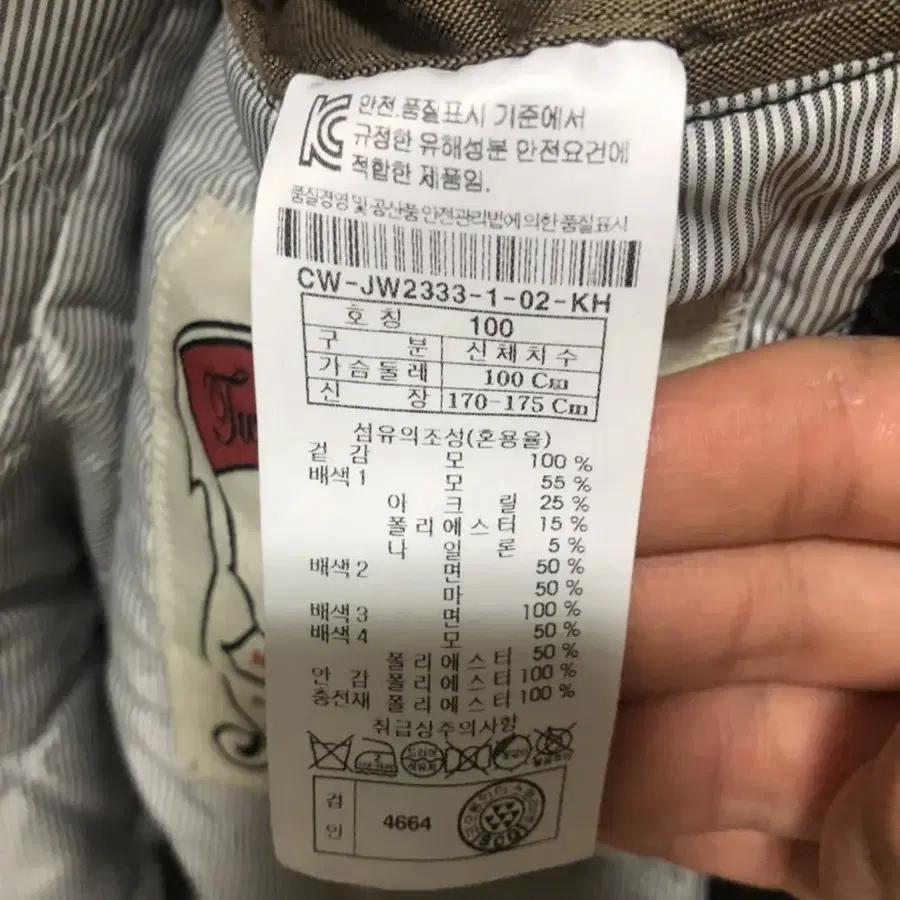 안전.품질표시 기준에서
규정한 유해성분 안전요건에
적합한 제품임.
품질경영 및 공산품 안전관리법에 의한 품질표시
CW-JW2333-1-02-KH
호 칭 100
구 분 신체치수
가슴둘레 100 Cm
신 장 170-175 Cm
섬유의조성(혼용율)
겉 감 모 100 %
배색 1 모 55 %
아 크 릴 25 %
폴리에스터 15 %
나 일 론 5 %
배색 2 면 50 %
마 50 %
배색 3 면 100 %
배색 4 모 50 %
폴리에스터 50 %
안 감 폴리에스터 100 %
충전재 폴리에스터 100 %
취급상주의사항
드라이
석유계
검 인 4664